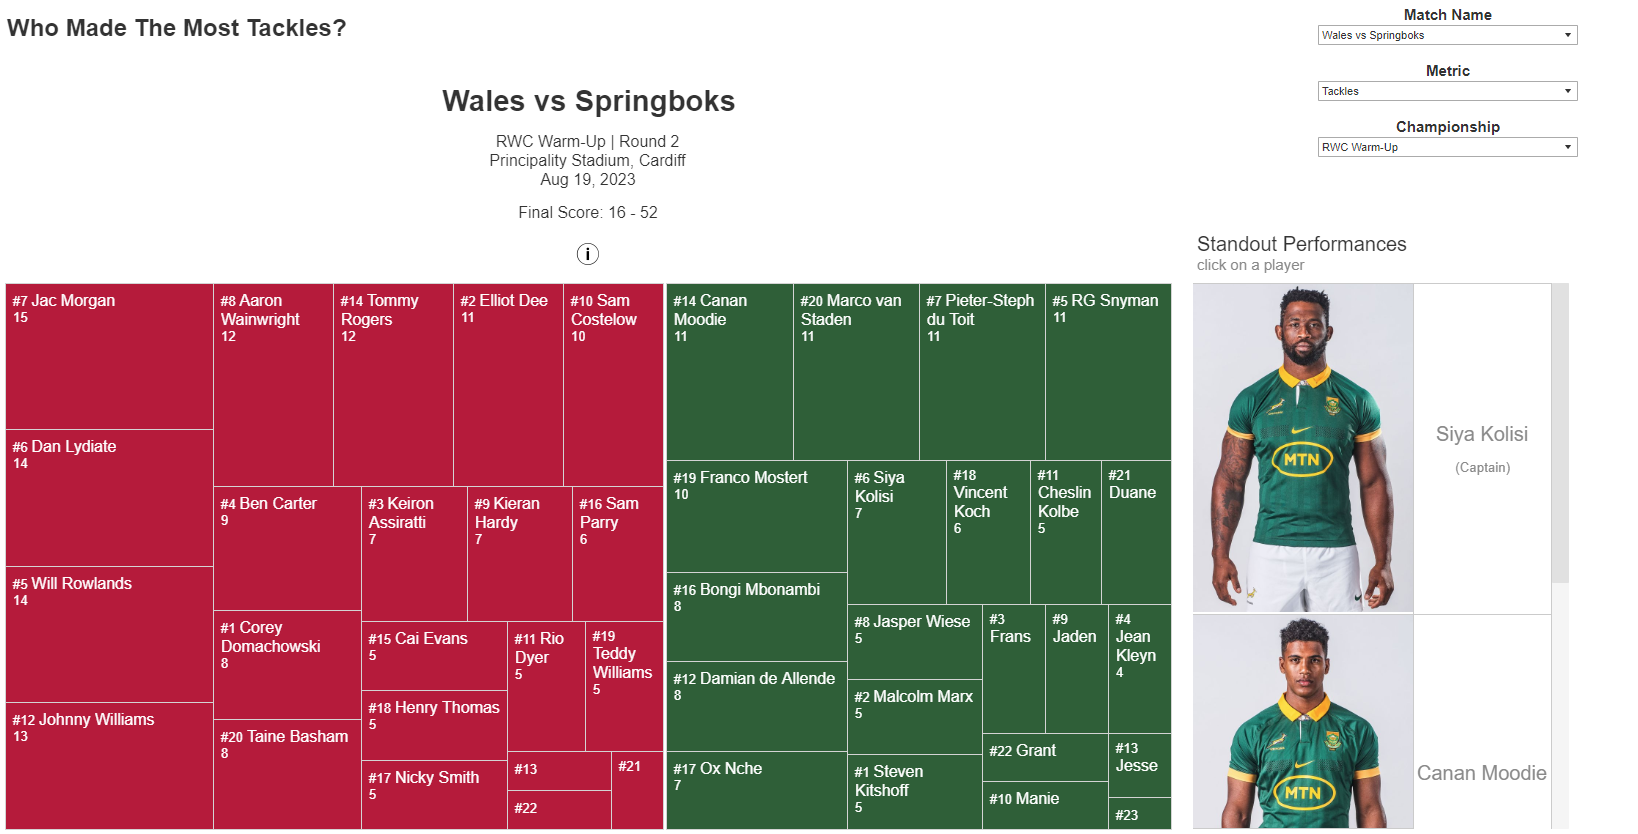 Who Made The Most Tackles?
Match Name
Wales vs Springboks
Metric
Tackles
Championship
RWC Warm-Up
Wales vs Springboks
RWC Warm-Up | Round 2
Principality Stadium, Cardiff
Aug 19, 2023
Final Score: 16 - 52
i
#7 Jac Morgan
15
#6 Dan Lydiate
14
#5 Will Rowlands
14
#12 Johnny Williams
13
#8 Aaron
Wainwright
12
#14 Tommy
Rogers
12
#2 Elliot Dee
11
#10 Sam
Costelow
10
#4 Ben Carter
9
#1 Corey
Domachowski
8
#20 Taine Basham
8
#3 Keiron
Assiratti
7
#9 Kieran
Hardy
7
#16 Sam
Parry
6
#15 Cai Evans
5
#18 Henry Thomas
5
#17 Nicky Smith
5
#11 Rio
Dyer
5
#19
Teddy
Williams
5
#13
#22
#21
#14 Canan
Moodie
11
#20 Marco van
Staden
11
#7 Pieter-Steph
du Toit
11
#5 RG Snyman
11
#19 Franco Mostert
10
#16 Bongi Mbonambi
8
#12 Damian de Allende
8
#17 Ox Nche
7
#6 Siya
Kolisi
7
#18
Vincent
Koch
6
#11
Cheslin
Kolbe
5
#21
Duane
#8 Jasper Wiese
5
#2 Malcolm Marx
5
#1 Steven
Kitshoff
5
#3
Frans
#9
Jaden
#4
Jean
Kleyn
4
#22 Grant
#10 Manie
#13
Jesse
#23
Standout Performances
click on a player
MTN
Siya Kolisi
(Captain)
MTN
Canan Moodie